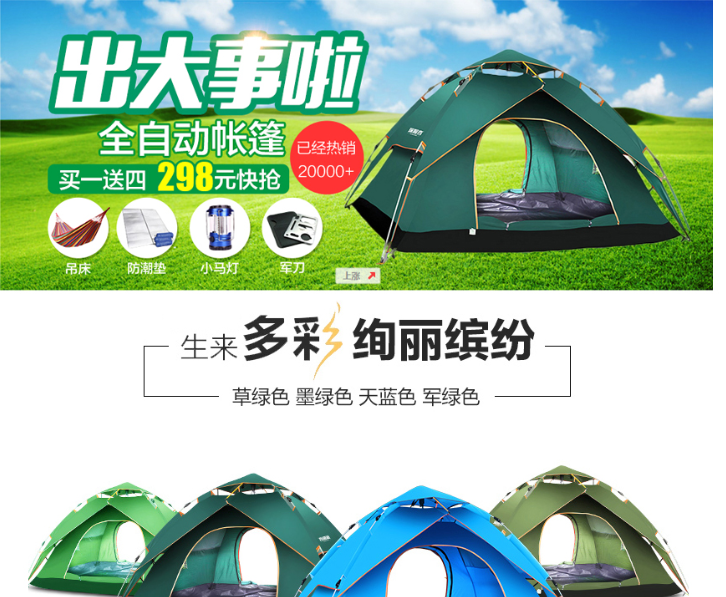 出大事啦
全自动帐篷
买一送四 298元快抢
已经热销
20000+
吊床 防潮垫 小马灯 军刀
上涨
生来多彩 绚丽缤纷
草绿色 墨绿色 天蓝色 军绿色